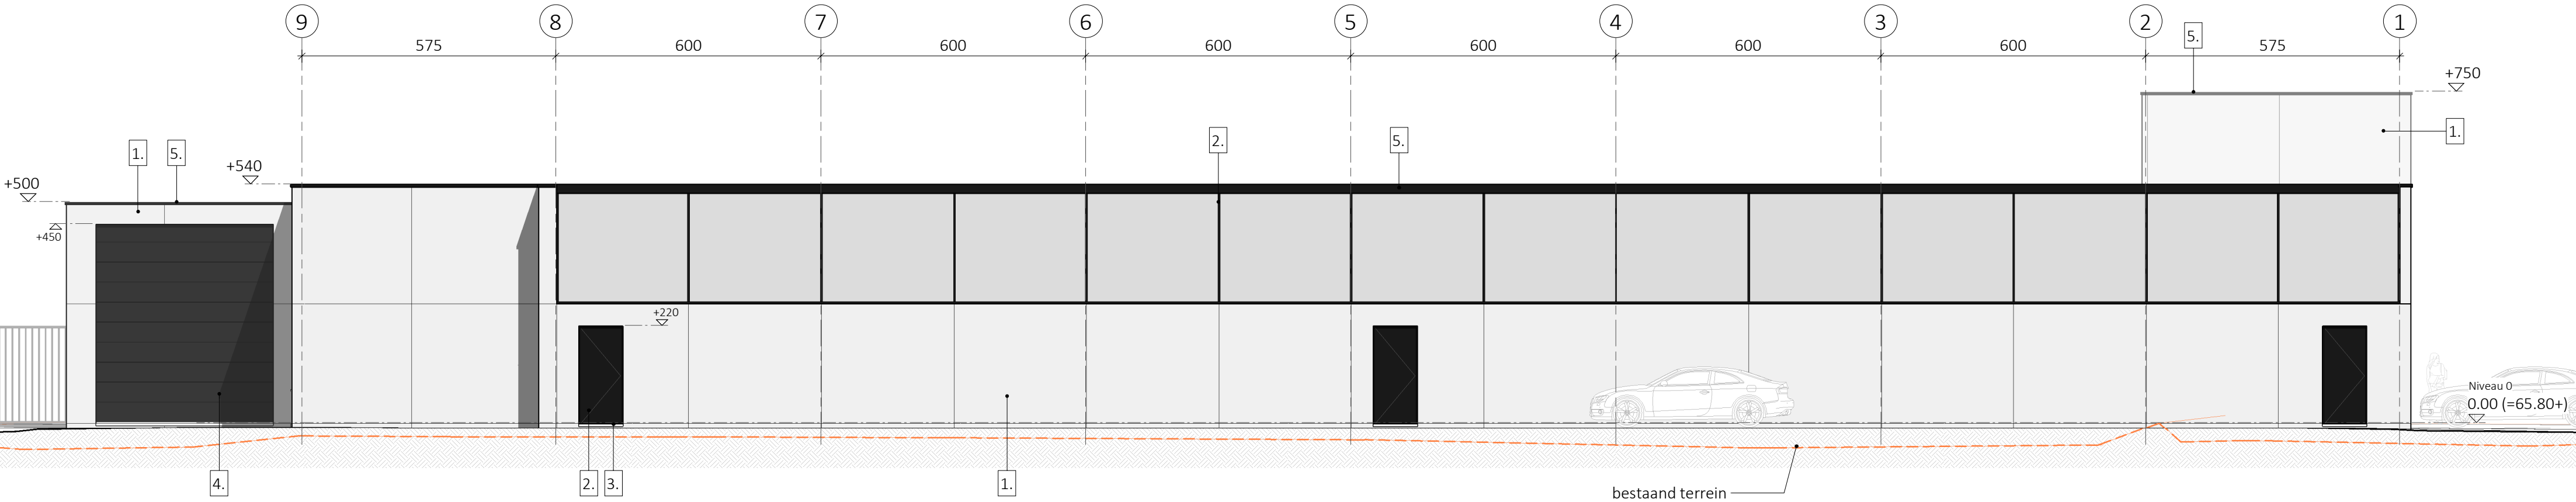 9 8 7 6 5 4 3 2 1
575 600 600 600 600 600 600 575
5.
+750
1.
2.
5.
1. 5.
+540
+500
+450
+220
Niveau 0
0.00 (=65.80+)
4. 2. 3. 1.
bestaand terrein